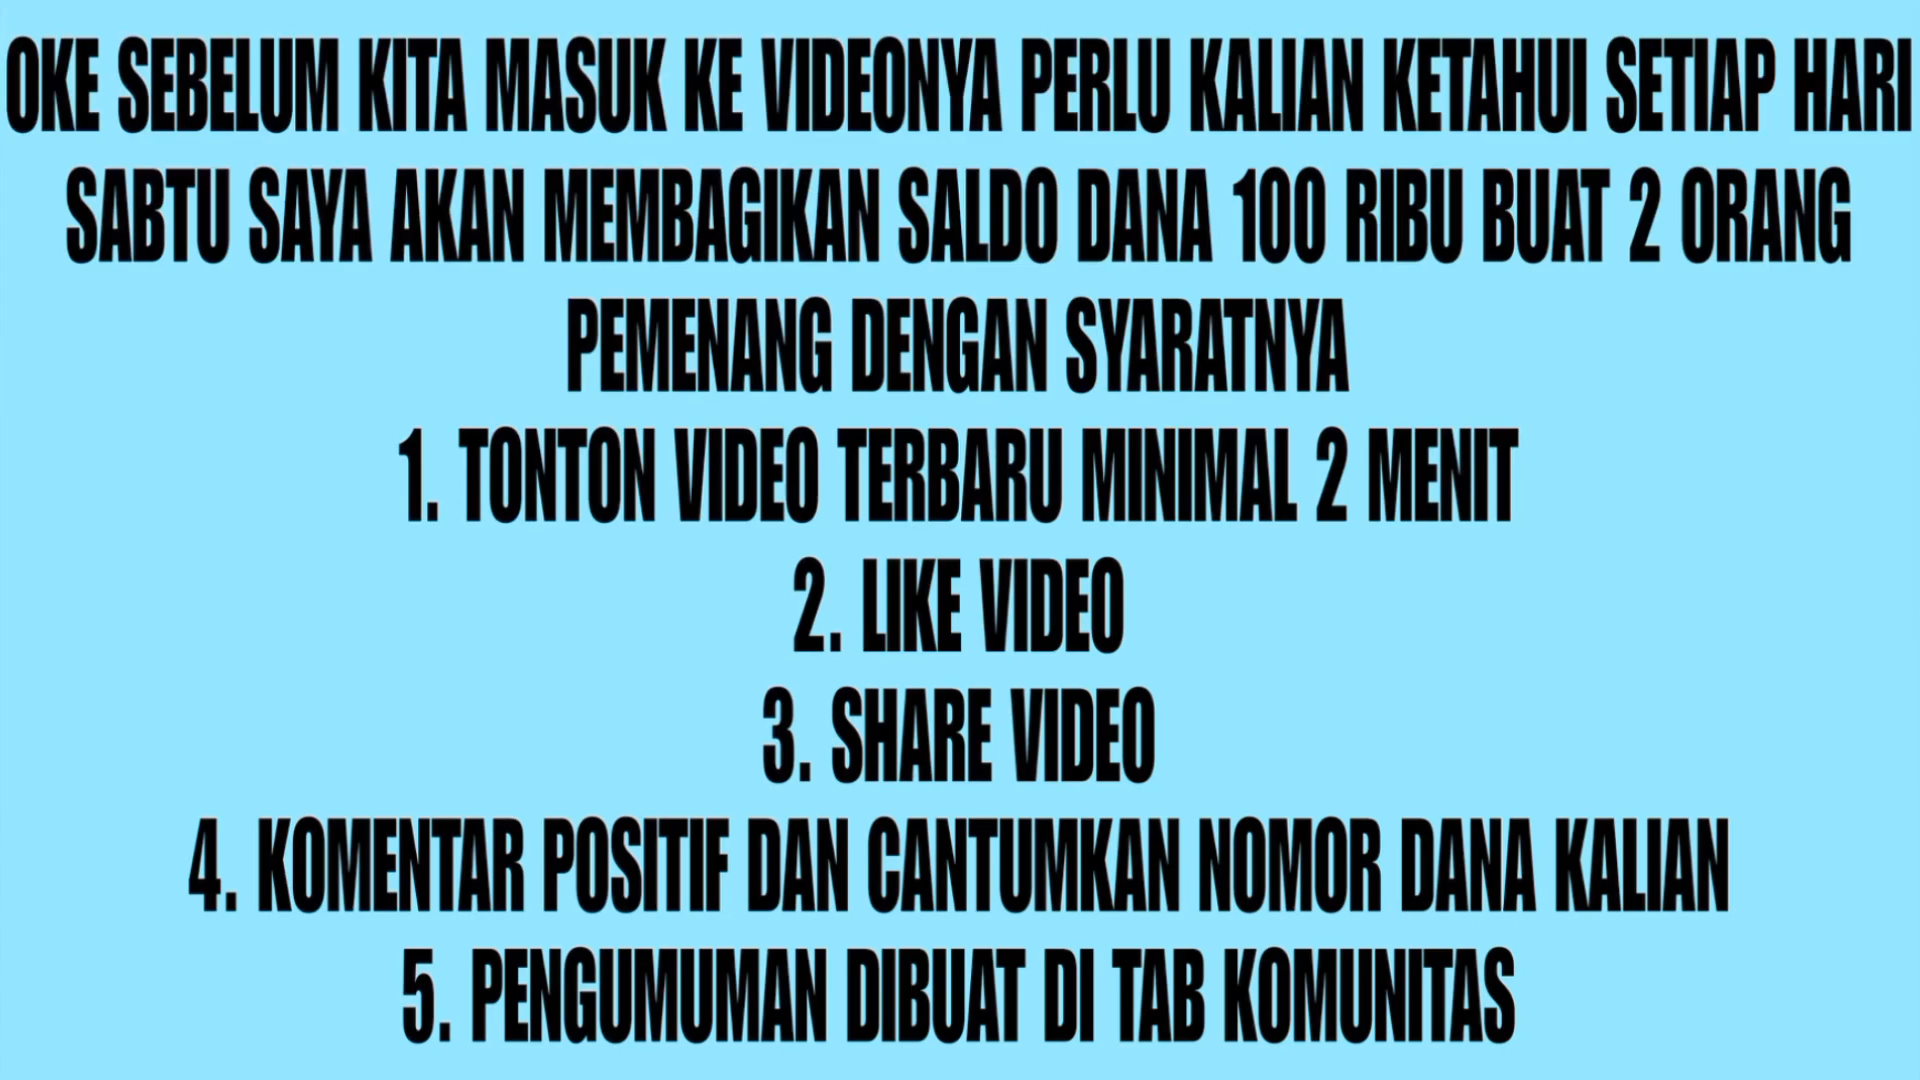 OKE SEBELUM KITA MASUK KE VIDEONYA PERLU KALIAN KETAHUI SETIAP HARI
SABTU SAYA AKAN MEMBAGIKAN SALDO DANA 100 RIBU BUAT 2 ORANG
PEMENANG DENGAN SYARATNYA
1. TONTON VIDEO TERBARU MINIMAL 2 MENIT
2. LIKE VIDEO
3. SHARE VIDEO
4. KOMENTAR POSITIF DAN CANTUMKAN NOMOR DANA KALIAN
5. PENGUMUMAN DIBUAT DI TAB KOMUNITAS